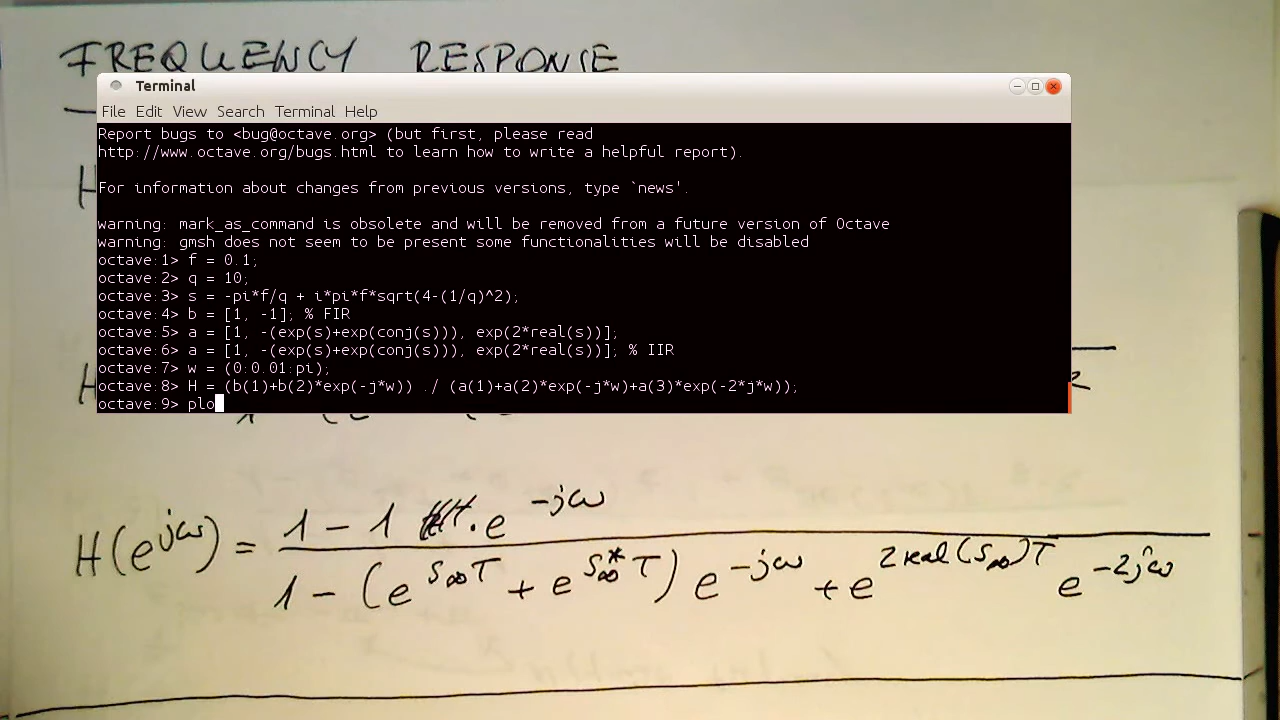 FREQUENCY RESPONSE
Terminal
File Edit View Search Terminal Help
Report bugs to <bug@octave.org> (but first, please read
http://www.octave.org/bugs.html to learn how to write a helpful report).
For information about changes from previous versions, type `news'.
warning: mark_as_command is obsolete and will be removed from a future version of Octave
warning: gmsh does not seem to be present some functionalities will be disabled
octave:1> f = 0.1;
octave:2> q = 10;
octave:3> s = -pi*f/q + i*pi*f*sqrt(4-(1/q)^2);
octave:4> b = [1, -1]; % FIR
octave:5> a = [1, -(exp(s)+exp(conj(s))), exp(2*real(s))];
octave:6> a = [1, -(exp(s)+exp(conj(s))), exp(2*real(s))]; % IIR
octave:7> w = (0:0.01:pi);
octave:8> H = (b(1)+b(2)*exp(-j*w)) ./ (a(1)+a(2)*exp(-j*w)+a(3)*exp(-2*j*w));
octave:9> plo
H
H
2
1 - 1 · e^{-jω}
H(e^{jω}) =
1 - (e^{s∞T} + e^{s∞*T}) e^{-jω} + e^{2real(s∞)T} e^{-2jω}